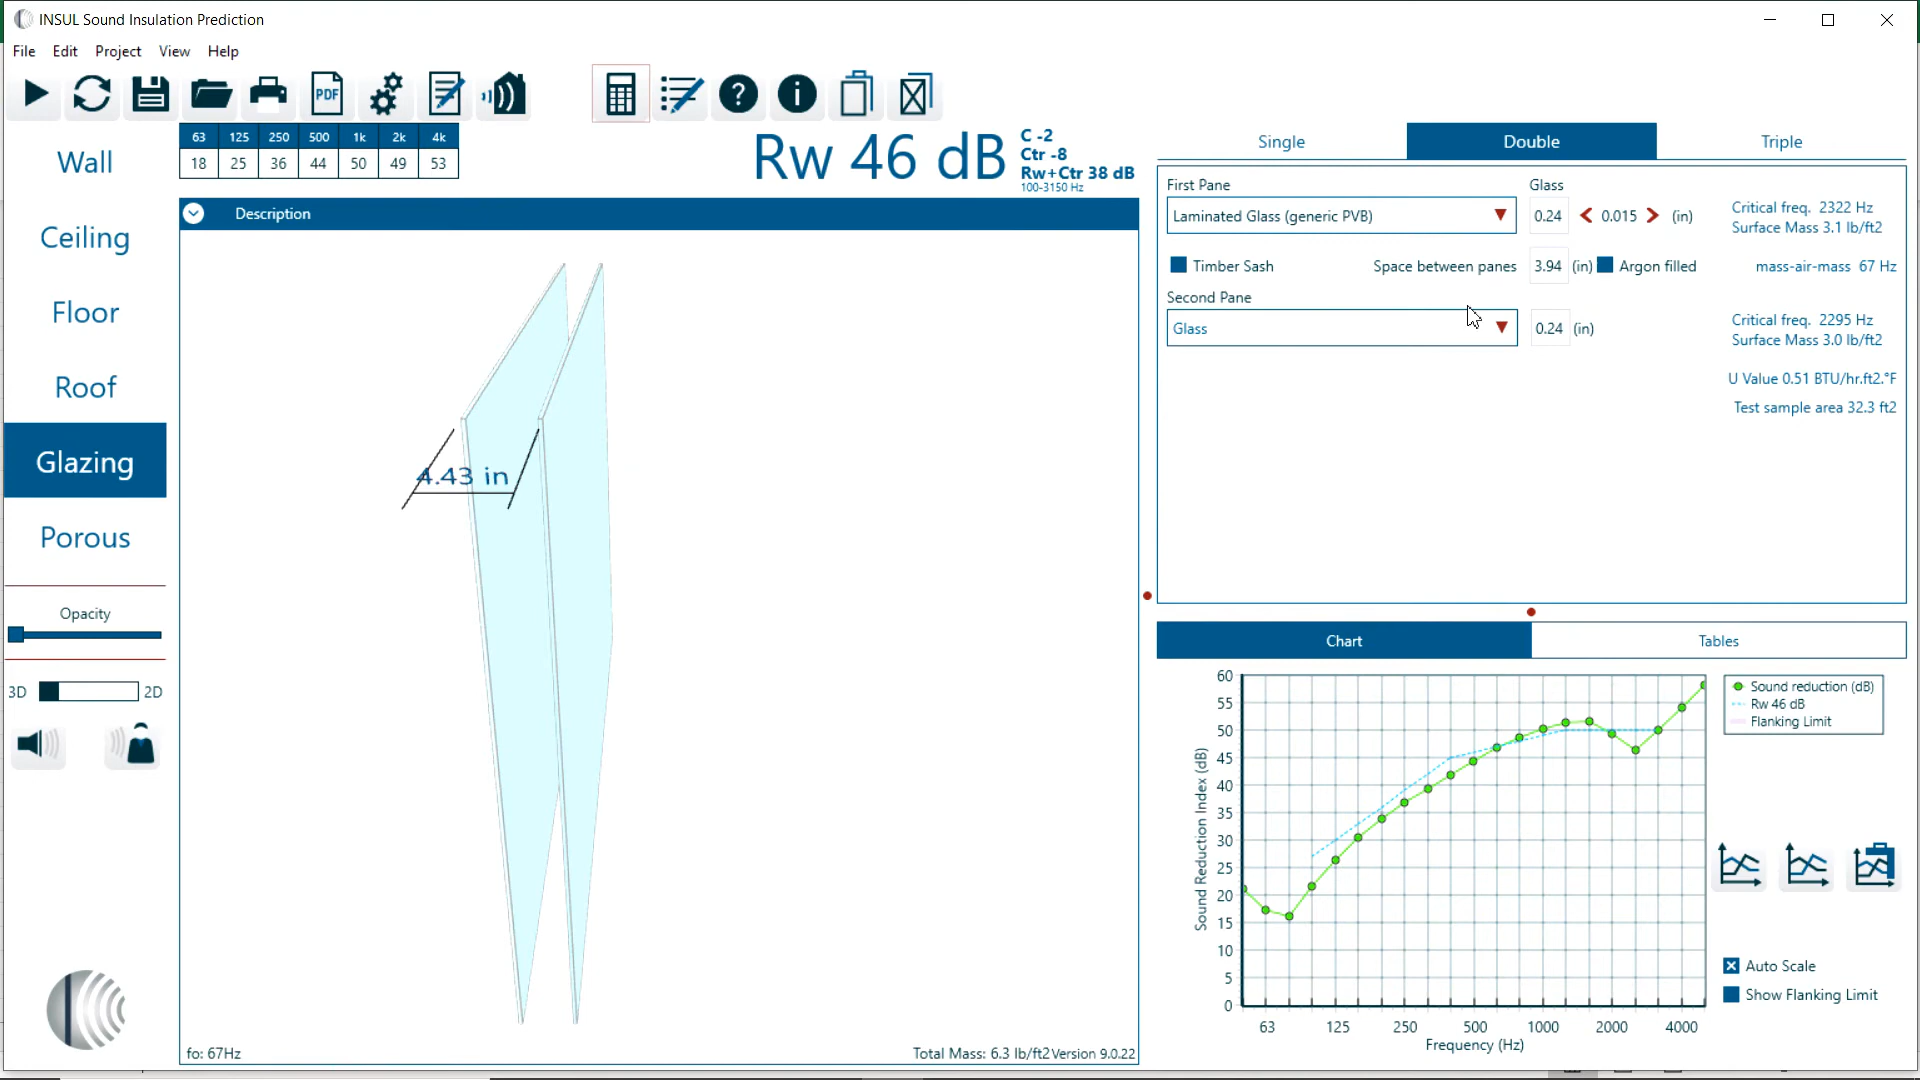 INSUL Sound Insulation Prediction
File Edit Project View Help
PDF
63 125 250 500 1k 2k 4k
18 25 36 44 50 49 53
Rw 46 dB
C -2
Ctr -8
Rw+Ctr 38 dB
100-3150 Hz
Wall
Ceiling
Floor
Roof
Glazing
Porous
Opacity
3D 2D
Description
4.43 in
fo: 67Hz
Total Mass: 6.3 lb/ft2 Version 9.0.22
Single Double Triple
First Pane Glass
Laminated Glass (generic PVB) 0.24 < 0.015 > (in)
Critical freq. 2322 Hz
Surface Mass 3.1 lb/ft2
Timber Sash Space between panes 3.94 (in) Argon filled mass-air-mass 67 Hz
Second Pane
Glass 0.24 (in)
Critical freq. 2295 Hz
Surface Mass 3.0 lb/ft2
U Value 0.51 BTU/hr.ft2.°F
Test sample area 32.3 ft2
Chart Tables
Sound Reduction Index (dB)
60
55
50
45
40
35
30
25
20
15
10
5
0
63 125 250 500 1000 2000 4000
Frequency (Hz)
Sound reduction (dB)
Rw 46 dB
Flanking Limit
Auto Scale
Show Flanking Limit